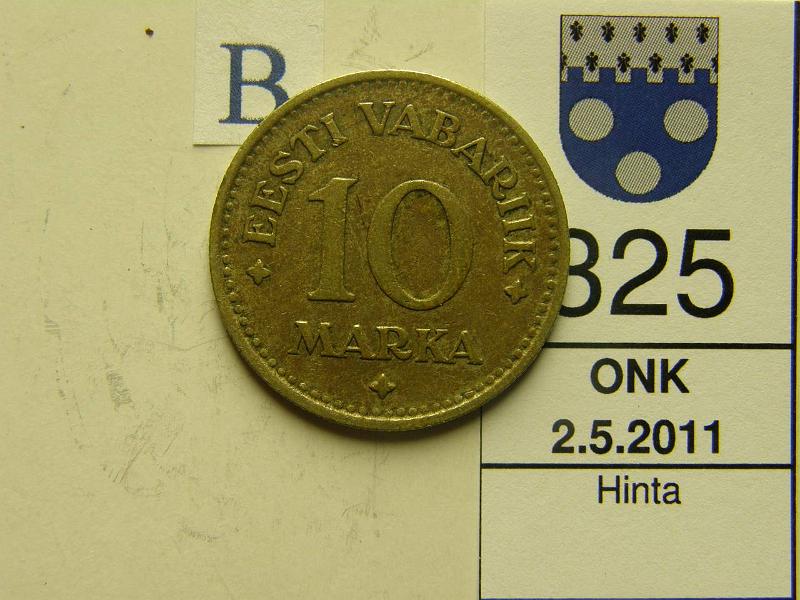 B
EESTI VABARIIK
10
MARKA
825
ONK
2.5.2011
Hinta